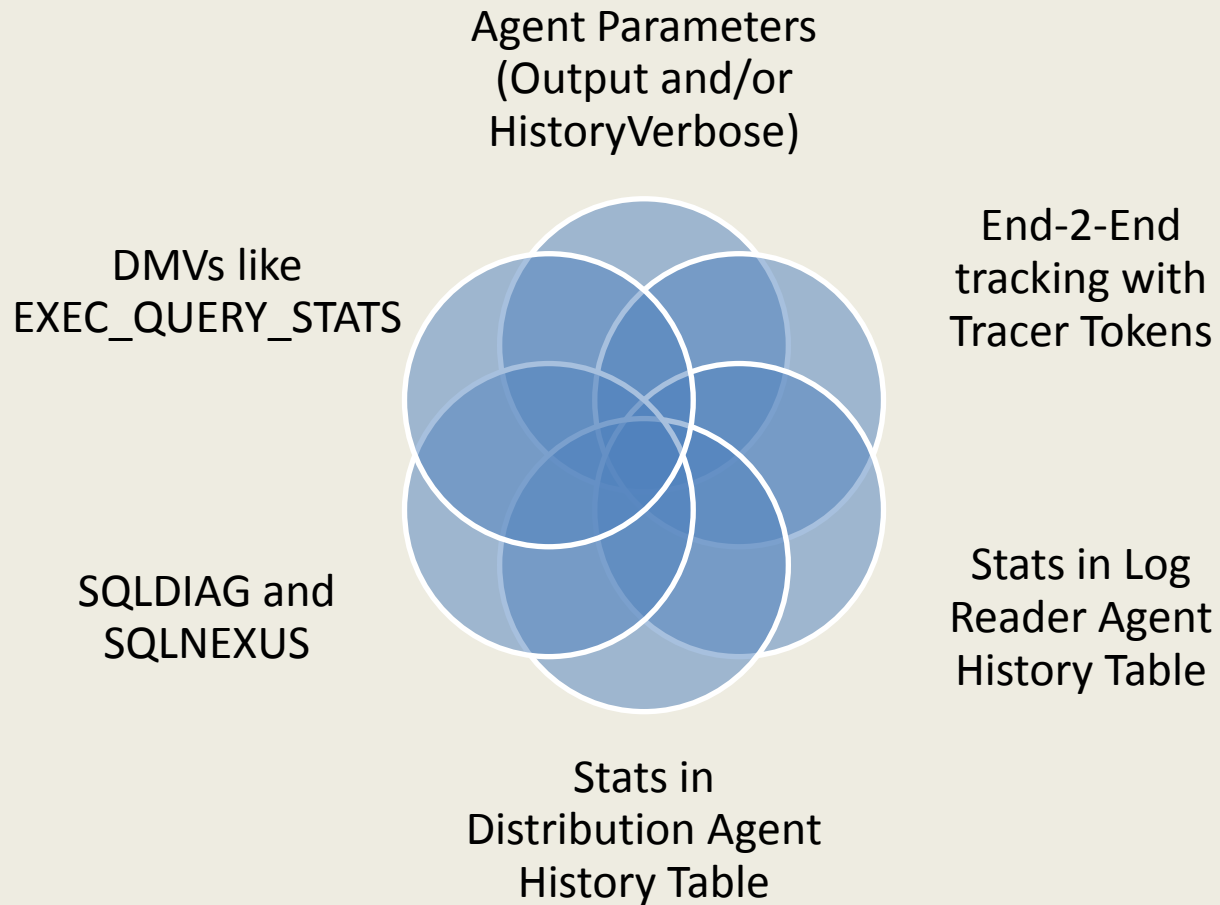 Agent Parameters
(Output and/or
HistoryVerbose)
End-2-End
tracking with
Tracer Tokens
Stats in Log
Reader Agent
History Table
Stats in
Distribution Agent
History Table
SQLDIAG and
SQLNEXUS
DMVs like
EXEC_QUERY_STATS